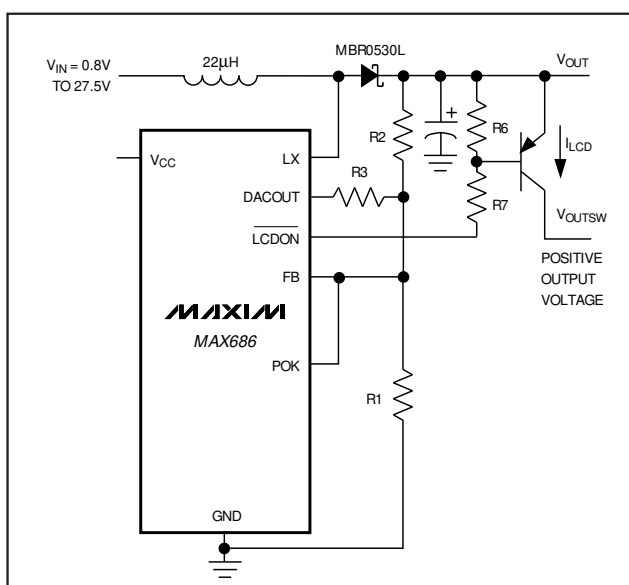 MBR0530L
V_IN = 0.8V
TO 27.5V
22µH
V_OUT
R2
R6
I_LCD
V_CC
LX
R3
DACOUT
R7
V_OUTSW
LCDON
POSITIVE
OUTPUT
VOLTAGE
FB
MAXIM
MAX686
POK
R1
GND